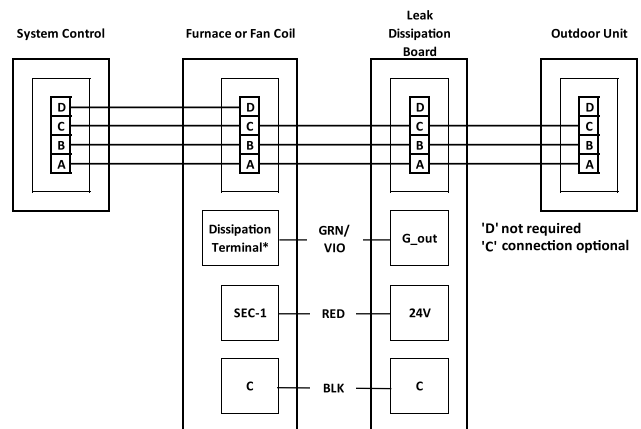 Leak
System Control
Furnace or Fan Coil
Dissipation
Outdoor Unit
Board
D D D D
C C C C
B B B B
A A A A
Dissipation
Terminal*
GRN/
VIO
G_out
'D' not required
'C' connection optional
SEC-1 RED 24V
C BLK C